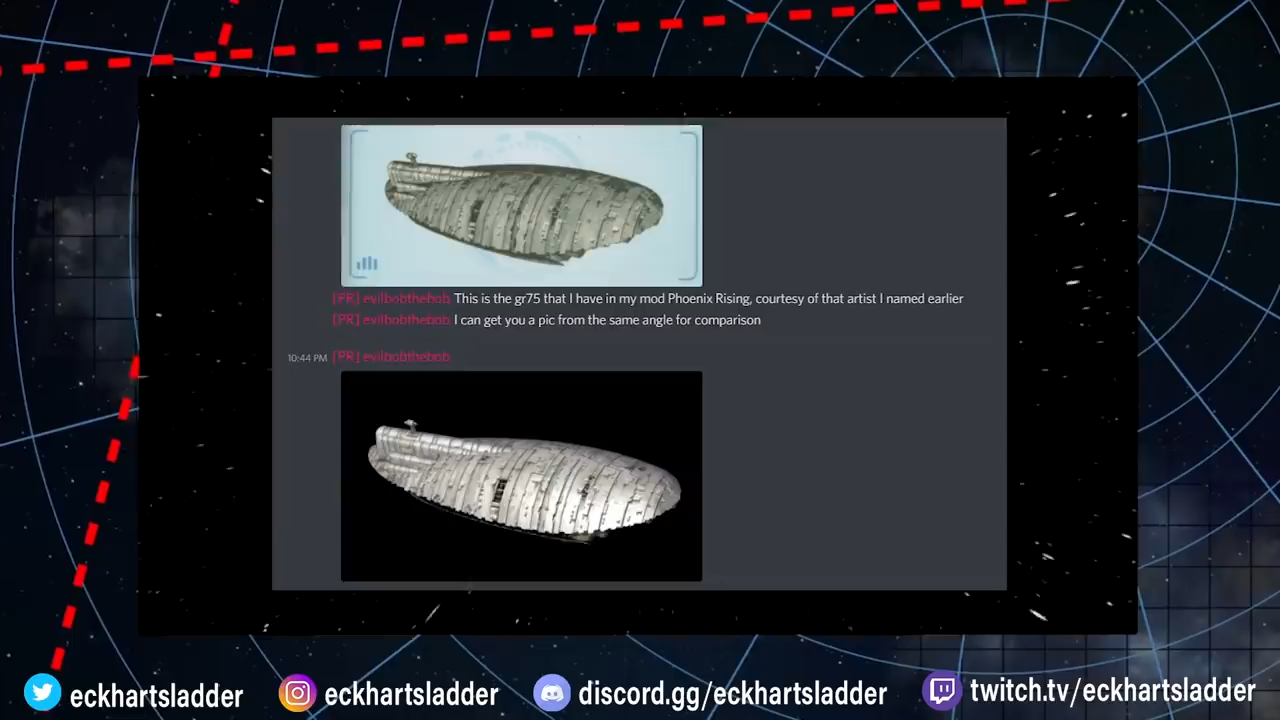 [PR] evilbobthebob This is the gr75 that I have in my mod Phoenix Rising, courtesy of that artist I named earlier
[PR] evilbobthebob I can get you a pic from the same angle for comparison
10:44 PM [PR] evilbobthebob
eckhartsladder eckhartsladder discord.gg/eckhartsladder twitch.tv/eckhartsladder